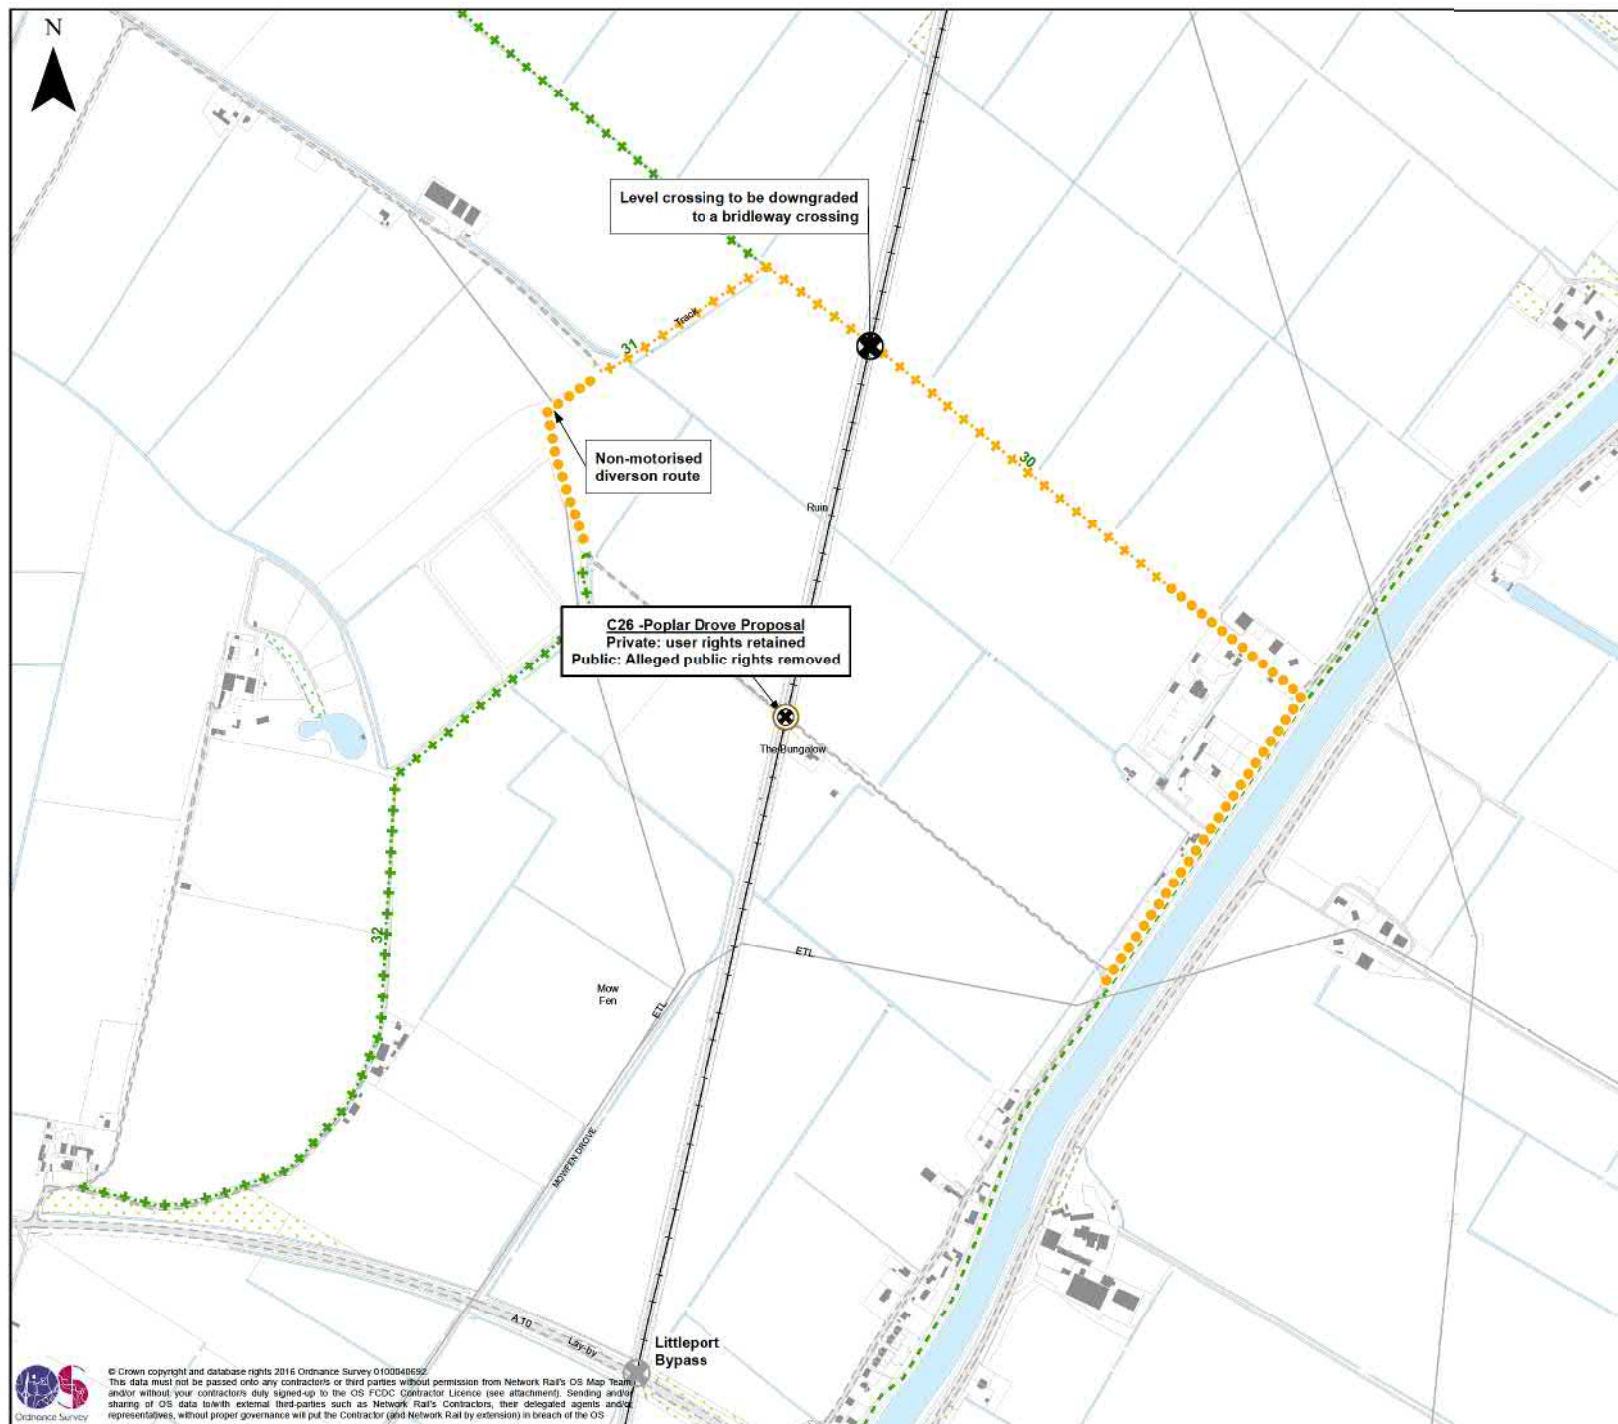 N
Level crossing to be downgraded
to a bridleway crossing
Track
31
Non-motorised
diverson route
30
Ruin
C26 -Poplar Drove Proposal
Private: user rights retained
Public: Alleged public rights removed
The Bungalow
32
ETL
Mow
Fen
ETL
MOWFEN DROVE
A10
Lay-by
Littleport
Bypass
Ordnance Survey
© Crown copyright and database rights 2016 Ordnance Survey 0100040692.
This data must not be passed onto any contractor/s or third parties without permission from Network Rail's OS Map Team
and/or without your contractor/s duly signed-up to the OS FCDC Contractor Licence (see attachment). Sending and/or
sharing of OS data to/with external third-parties such as Network Rail's Contractors, their delegated agents and/or
representatives, without proper governance will put the Contractor (and Network Rail by extension) in breach of the OS